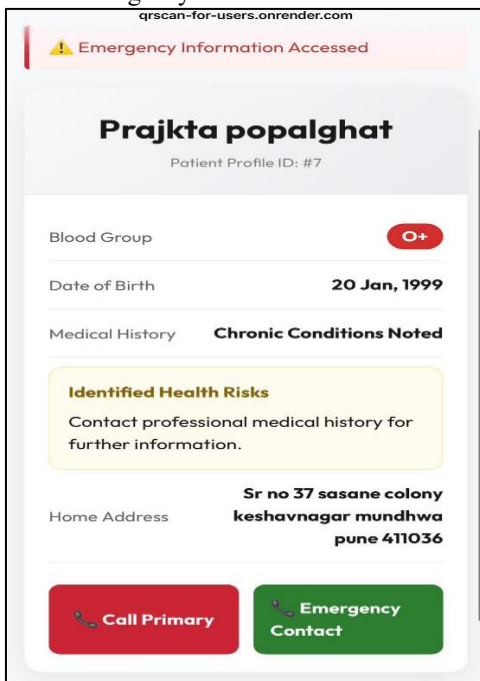 qrscan-for-users.onrender.com
⚠️ Emergency Information Accessed
Prajkta popalghat
Patient Profile ID: #7
Blood Group O+
Date of Birth 20 Jan, 1999
Medical History Chronic Conditions Noted
Identified Health Risks
Contact professional medical history for
further information.
Sr no 37 sasane colony
Home Address keshavnagar mundhwa
pune 411036
📞 Call Primary
📞 Emergency
Contact